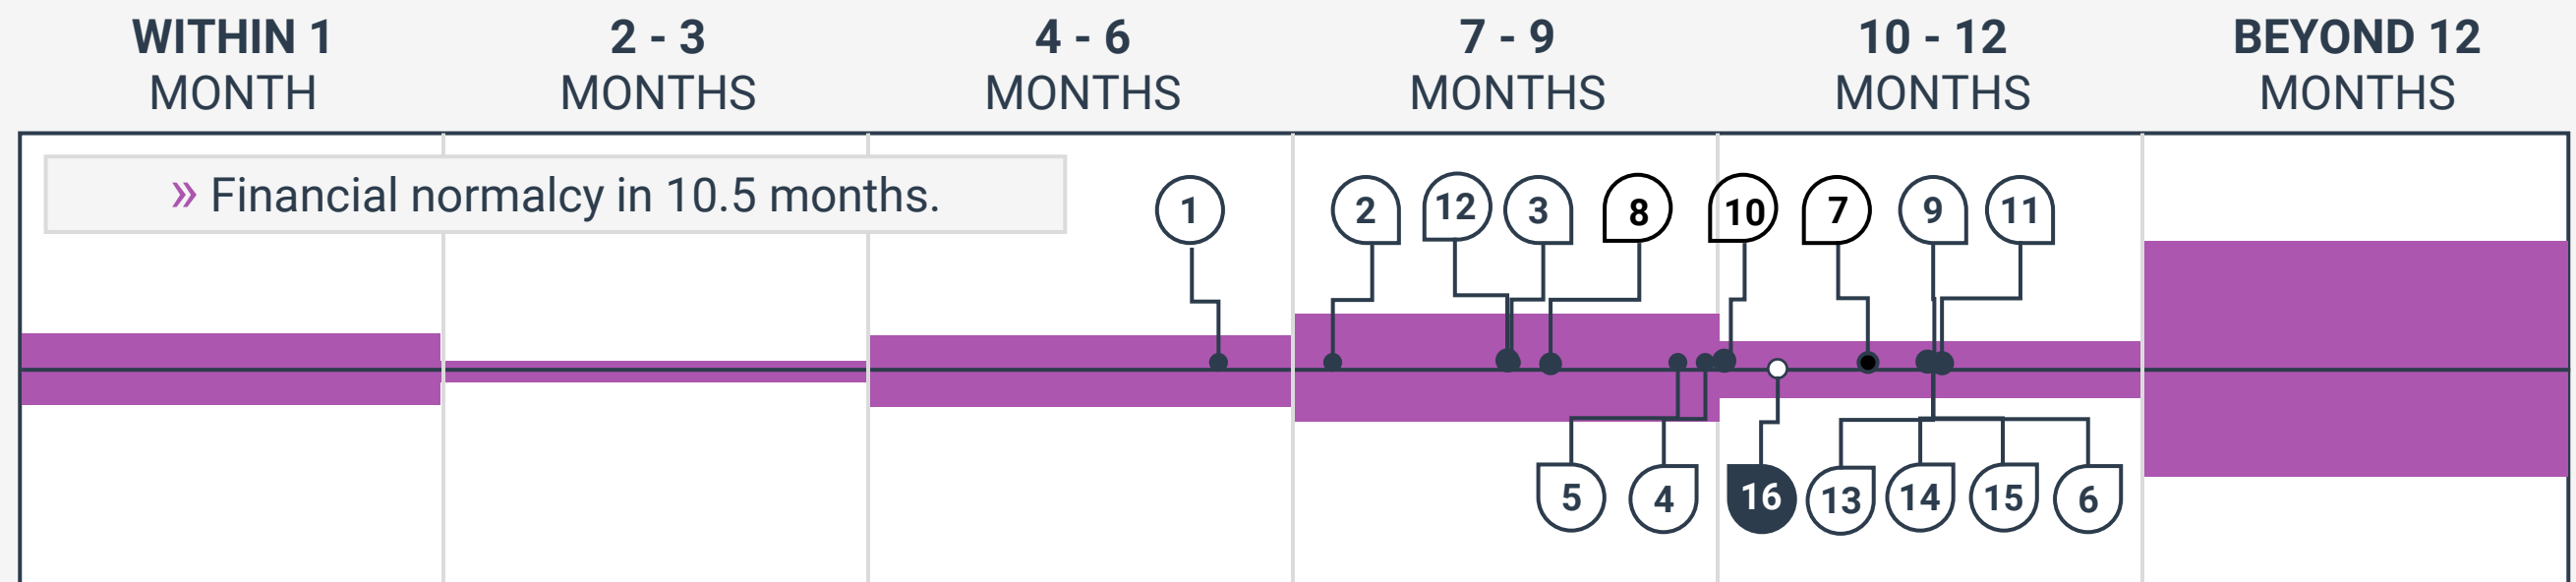 WITHIN 1
MONTH
2 - 3
MONTHS
4 - 6
MONTHS
7 - 9
MONTHS
10 - 12
MONTHS
BEYOND 12
MONTHS
» Financial normalcy in 10.5 months.
1
2
12
3
8
10
7
9
11
5
4
16
13
14
15
6